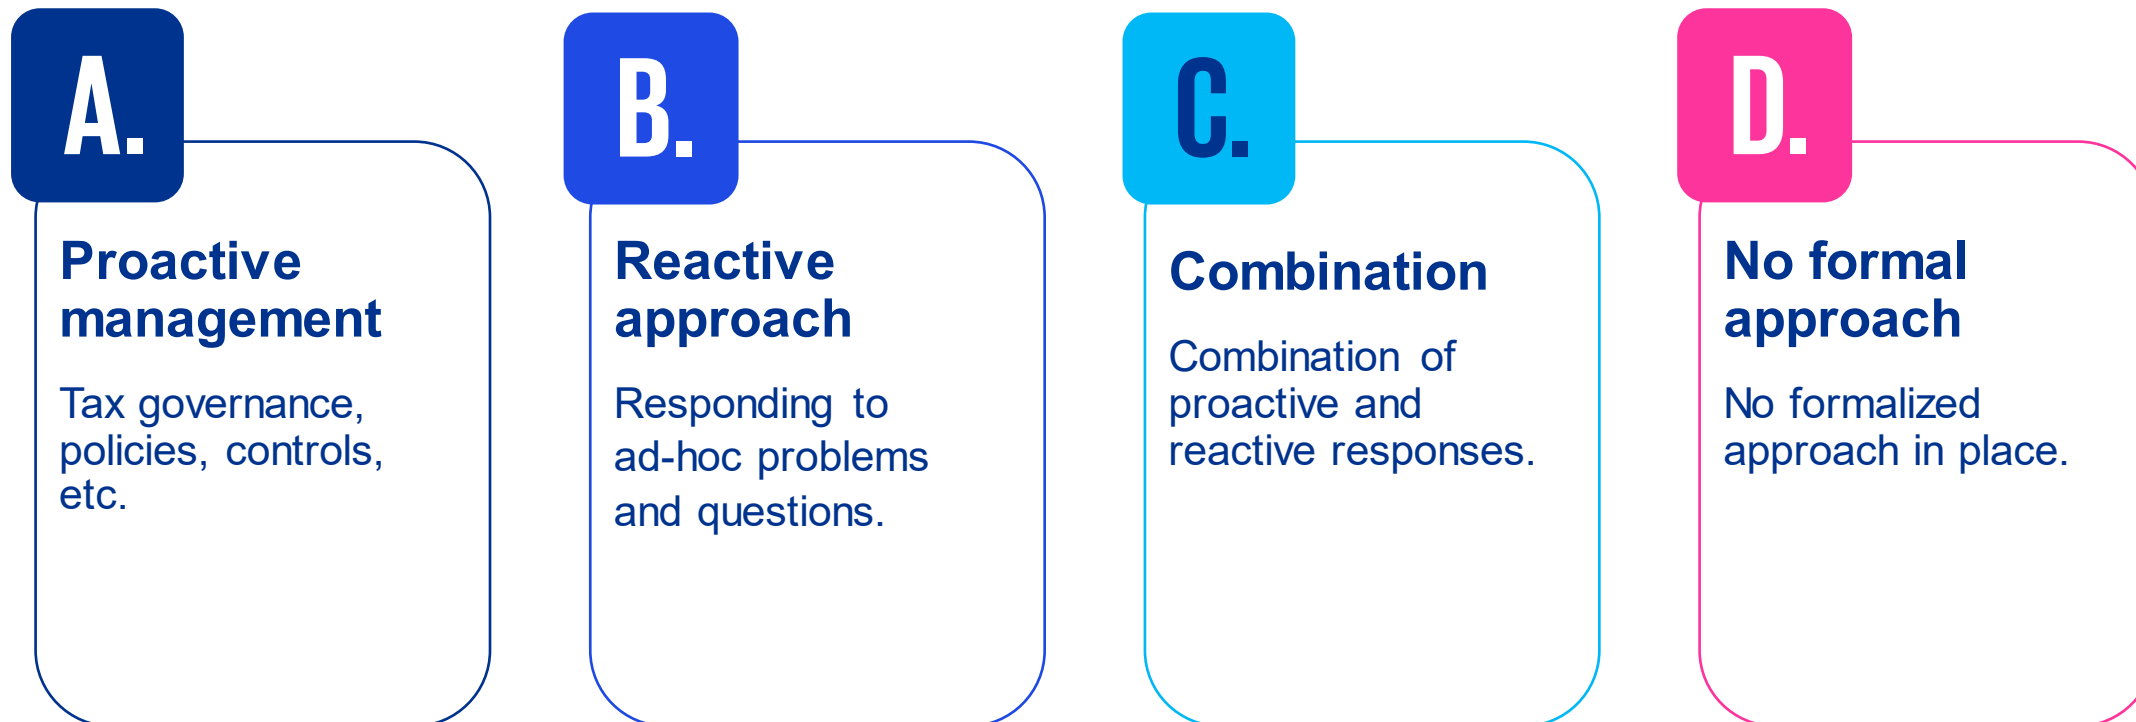 A.
Proactive
management
Tax governance,
policies, controls,
etc.
B.
Reactive
approach
Responding to
ad-hoc problems
and questions.
C.
Combination
Combination of
proactive and
reactive responses.
D.
No formal
approach
No formalized
approach in place.